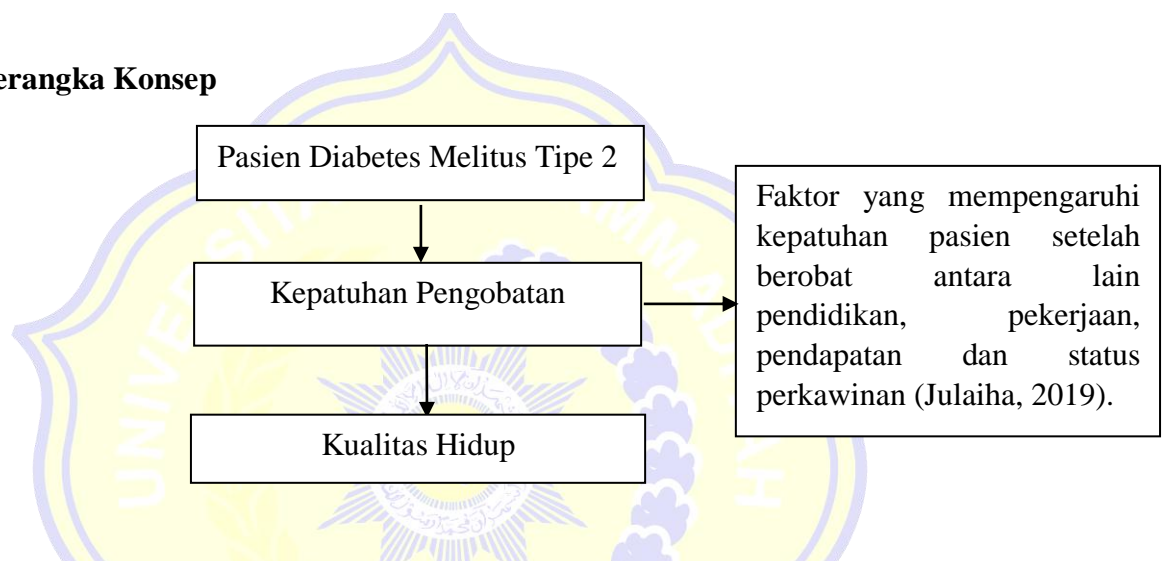 erangka Konsep
Pasien Diabetes Melitus Tipe 2
Faktor yang mempengaruhi
kepatuhan pasien setelah
berobat antara lain
pendidikan, pekerjaan,
pendapatan dan status
perkawinan (Julaiha, 2019).
Kepatuhan Pengobatan
Kualitas Hidup